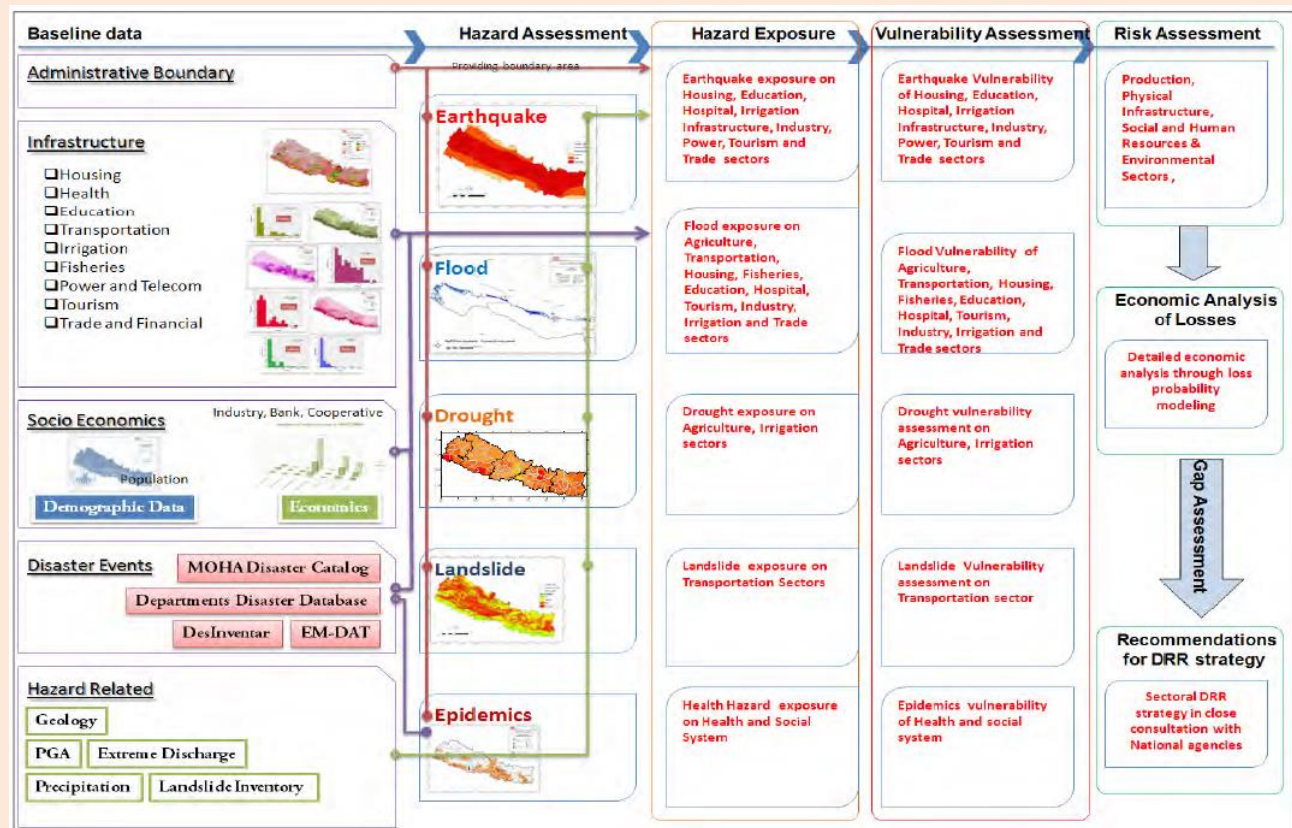 Baseline data
Hazard Assessment
Hazard Exposure
Vulnerability Assessment
Risk Assessment
Administrative Boundary
Providing boundary area
Infrastructure
Housing
Health
Education
Transportation
Irrigation
Fisheries
Power and Telecom
Tourism
Trade and Financial
Socio Economics
Industry, Bank, Cooperative
Population
Demographic Data
Economics
Disaster Events
MOHA Disaster Catalog
Departments Disaster Database
DesInventar
EM-DAT
Hazard Related
Geology
PGA
Extreme Discharge
Precipitation
Landslide Inventory
Earthquake
Flood
Drought
Landslide
Epidemics
Earthquake exposure on
Housing, Education,
Hospital, Irrigation
Infrastructure, Industry,
Power, Tourism and
Trade sectors
Flood exposure on
Agriculture,
Transportation,
Housing, Fisheries,
Education, Hospital,
Tourism, Industry,
Irrigation and Trade
sectors
Drought exposure on
Agriculture, Irrigation
sectors
Landslide exposure on
Transportation Sectors
Health Hazard exposure
on Health and Social
System
Earthquake Vulnerability
of Housing, Education,
Hospital, Irrigation
Infrastructure, Industry,
Power, Tourism and
Trade sectors
Flood Vulnerability of
Agriculture,
Transportation, Housing,
Fisheries, Education,
Hospital, Tourism,
Industry, Irrigation and
Trade sectors
Drought vulnerability
assessment on
Agriculture, Irrigation
sectors
Landslide Vulnerability
assessment on
Transportation sector
Epidemics vulnerability
of Health and social
system
Production,
Physical
Infrastructure,
Social and Human
Resources &
Environmental
Sectors ,
Economic Analysis
of Losses
Detailed economic
analysis through loss
probability
modeling
Gap Assessment
Recommendations
for DRR strategy
Sectoral DRR
strategy in close
consultation with
National agencies